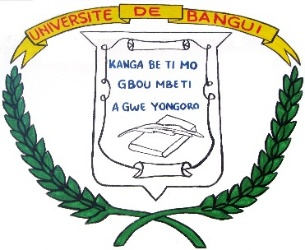 UNIVERSITE DE BANGUI
KANGA BE TI MO
GBOU MBETI
A GWE YONGORO